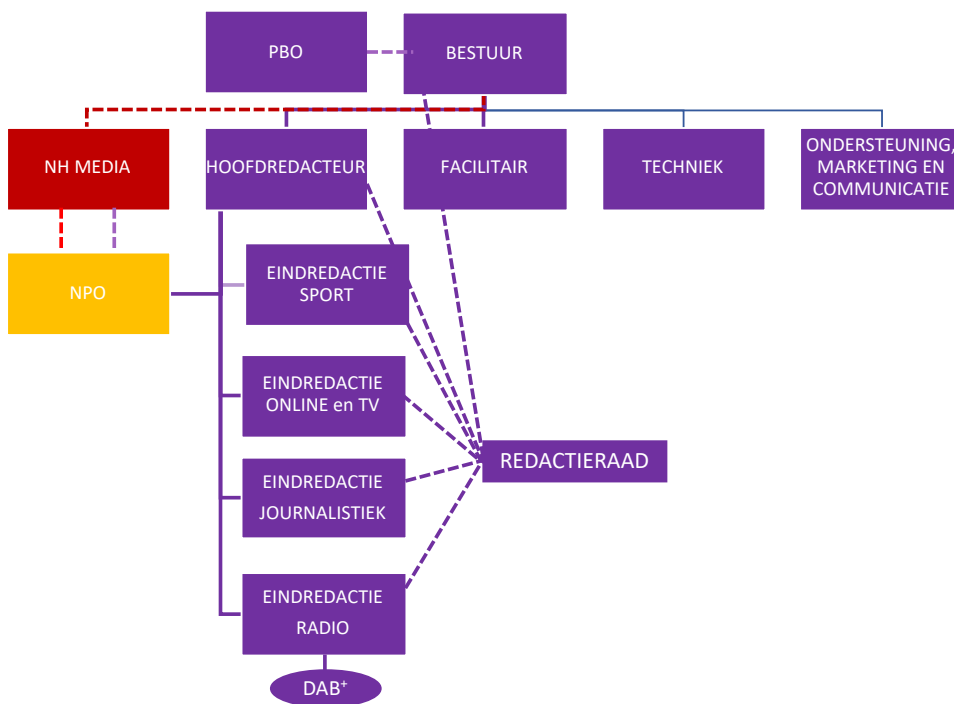 PBO
BESTUUR
NH MEDIA
HOOFDREDACTEUR
FACILITAIR
TECHNIEK
ONDERSTEUNING,
MARKETING EN
COMMUNICATIE
NPO
EINDREDACTIE
SPORT
EINDREDACTIE
ONLINE en TV
REDACTIERAAD
EINDREDACTIE
JOURNALISTIEK
EINDREDACTIE
RADIO
DAB⁺